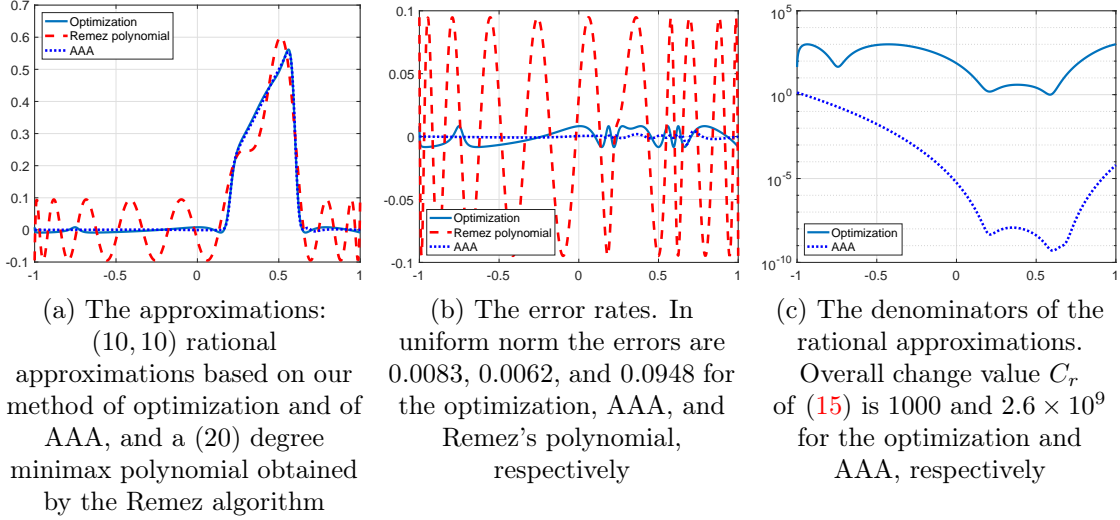 0.7
0.6
0.5
0.4
0.3
0.2
0.1
0
-0.1
-1
-0.5
0
0.5
1
Optimization
Remez polynomial
AAA
0.1
0.05
0
-0.05
-0.1
-1
-0.5
0
0.5
1
Optimization
Remez polynomial
AAA
10^5
10^0
10^-5
10^-10
-1
-0.5
0
0.5
1
Optimization
AAA
(a) The approximations:
(10, 10) rational
approximations based on our
method of optimization and of
AAA, and a (20) degree
minimax polynomial obtained
by the Remez algorithm
(b) The error rates. In
uniform norm the errors are
0.0083, 0.0062, and 0.0948 for
the optimization, AAA, and
Remez's polynomial,
respectively
(c) The denominators of the
rational approximations.
Overall change value C_r
of (15) is 1000 and 2.6 × 10^9
for the optimization and
AAA, respectively